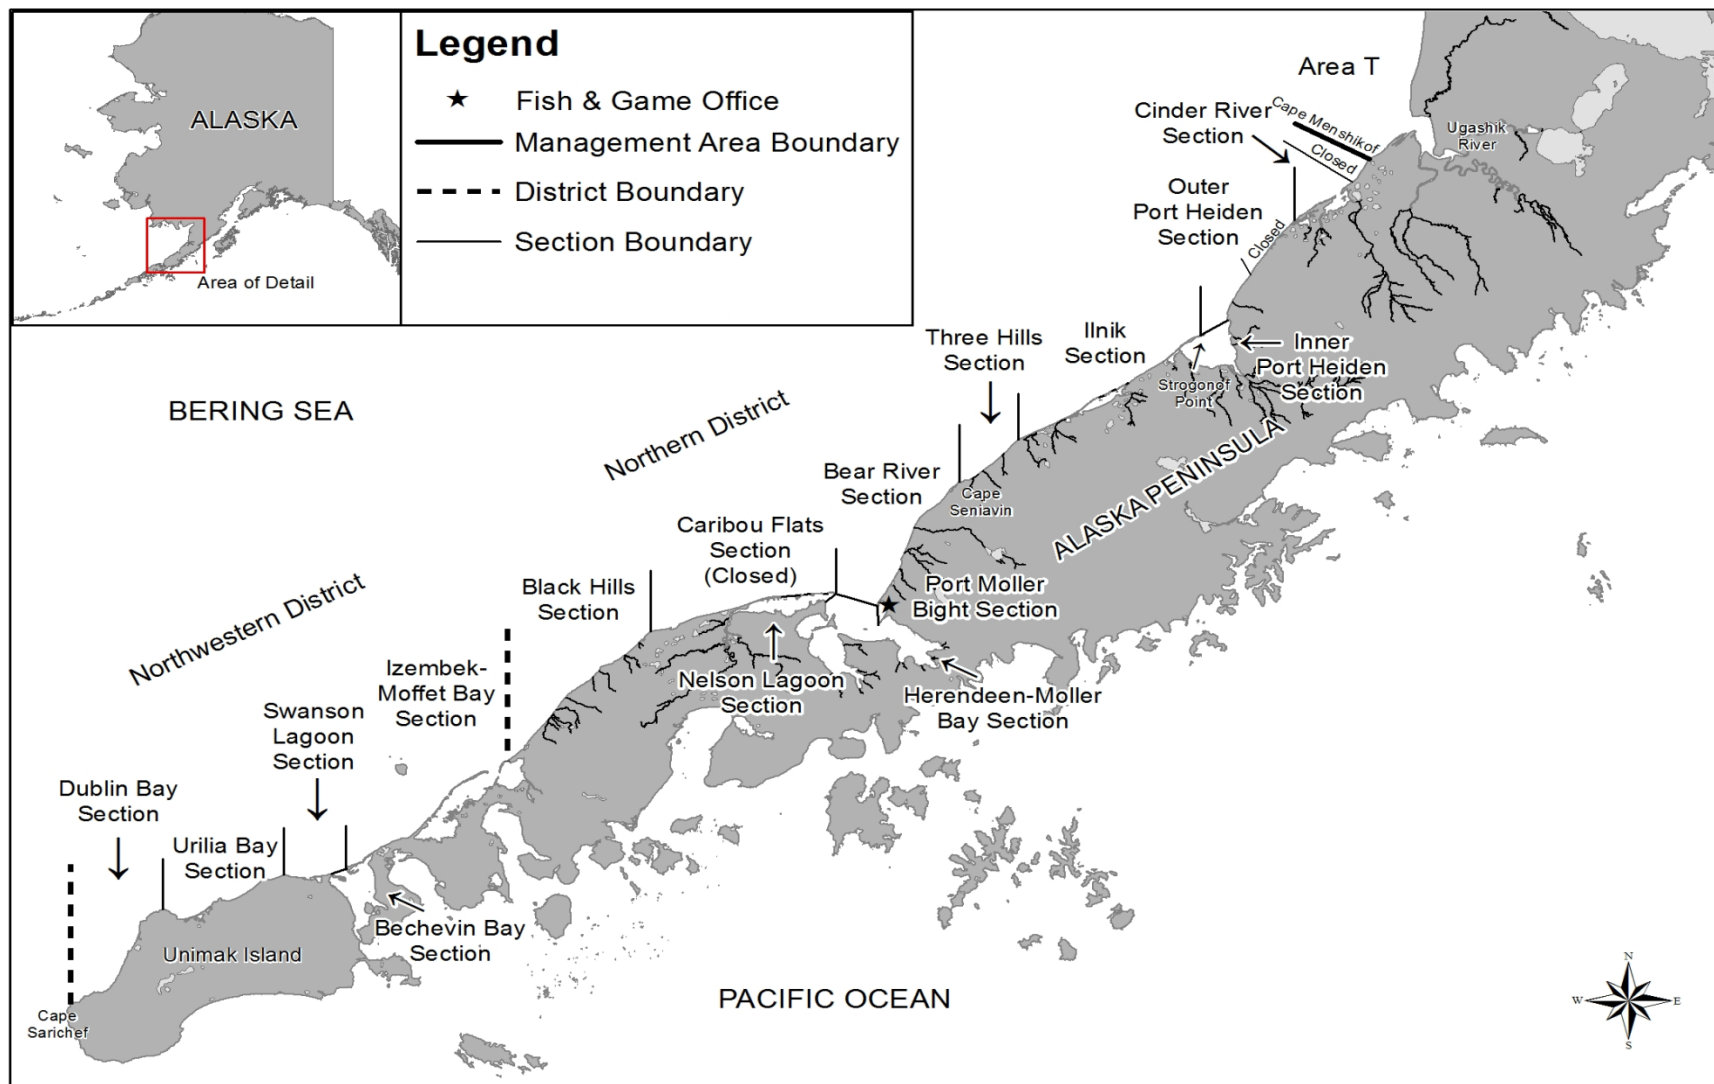 ALASKA
Area of Detail
Legend
Fish & Game Office
Management Area Boundary
District Boundary
Section Boundary
Area T
Cinder River
Section
Cape Menshikof
Closed
Ugashik
River
Outer
Port Heiden
Section
Closed
Three Hills
Section
Ilnik
Section
Strogonof
Point
Inner
Port Heiden
Section
BERING SEA
Northern District
Bear River
Section
Cape
Seniavin
ALASKA PENINSULA
Caribou Flats
Section
(Closed)
Black Hills
Section
Port Moller
Bight Section
Northwestern District
Izembek-
Moffet Bay
Section
Nelson Lagoon
Section
Herendeen-Moller
Bay Section
Swanson
Lagoon
Section
Dublin Bay
Section
Urilia Bay
Section
Bechevin Bay
Section
Unimak Island
Cape
Sarichef
PACIFIC OCEAN
N
W
E
S